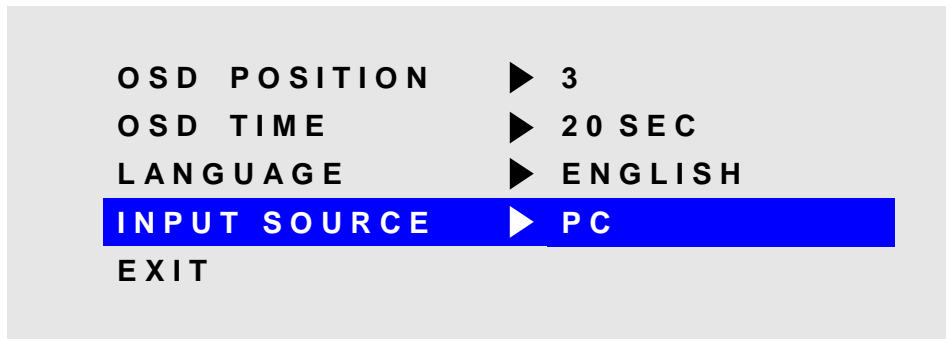 OSD POSITION ▶ 3
OSD TIME ▶ 20 SEC
LANGUAGE ▶ ENGLISH
INPUT SOURCE ▶ PC
EXIT